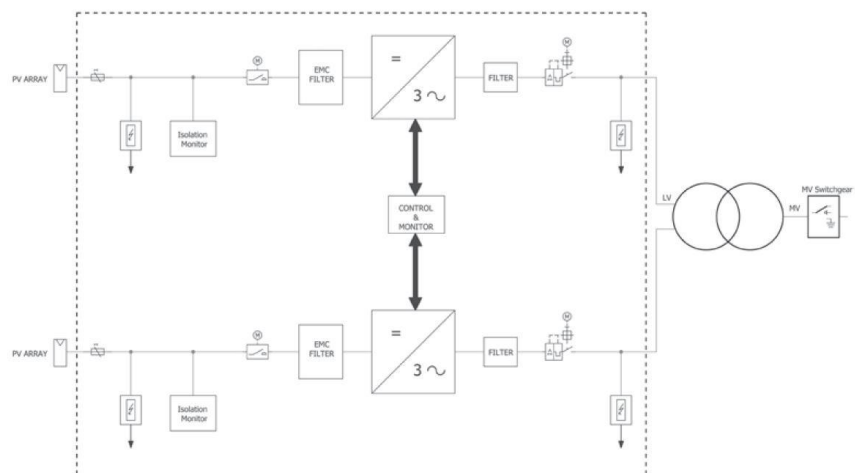 M
M
EMC
FILTER
=
3 ~
FILTER
PV ARRAY
Isolation
Monitor
MV Switchgear
LV
MV
CONTROL
&
MONITOR
M
M
EMC
FILTER
=
3 ~
FILTER
PV ARRAY
Isolation
Monitor